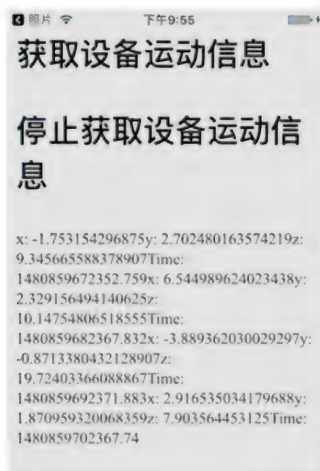 照片 下午9:55
获取设备运动信息
停止获取设备运动信
息
x: -1.753154296875y: 2.702480163574219z:
9.345665588378907Time:
1480859672352.759x: 6.544989624023438y:
2.329156494140625z:
10.14754806518555Time:
1480859682367.832x: -3.889362030029297y:
-0.8713380432128907z:
19.72403366088867Time:
1480859692371.883x: 2.916535034179688y:
1.870959320068359z: 7.903564453125Time:
1480859702367.74